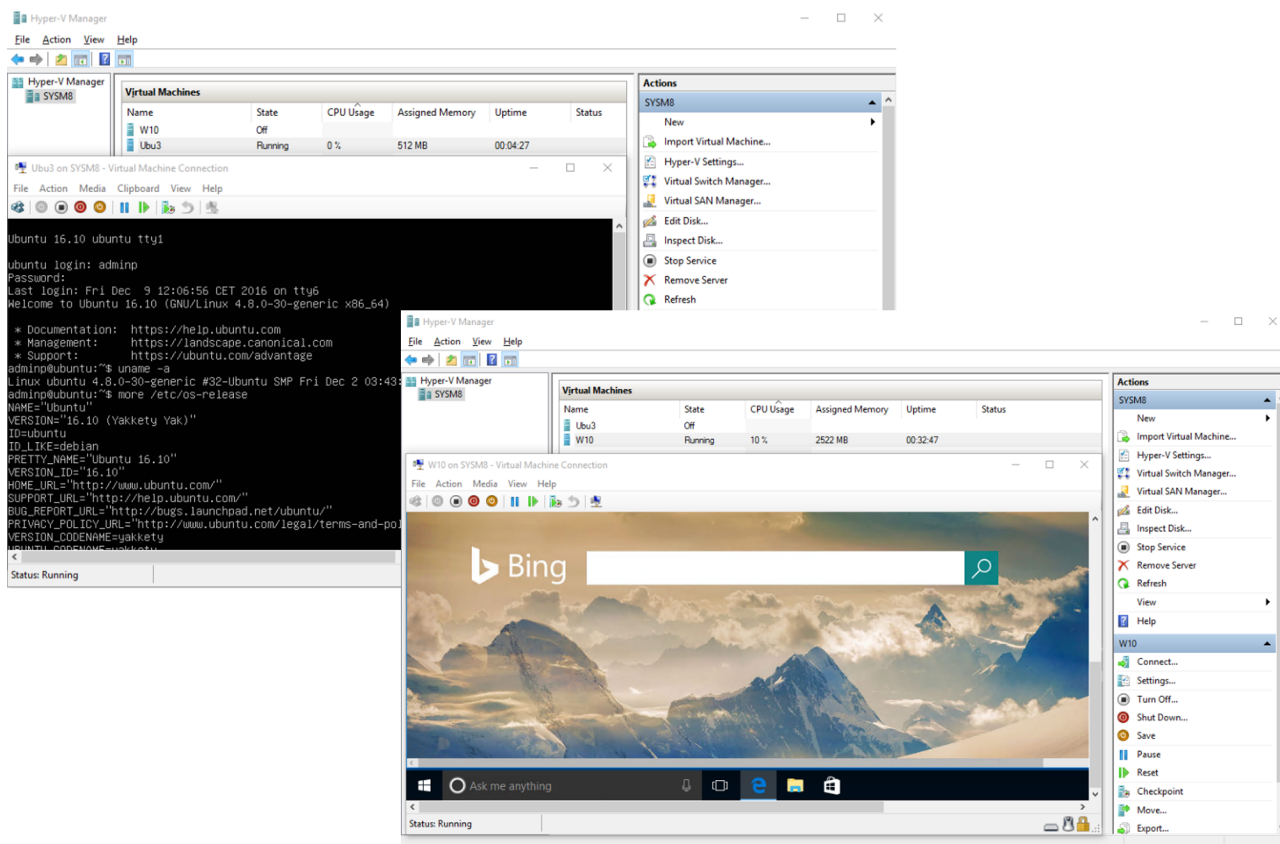 Hyper-V Manager
File Action View Help
Hyper-V Manager
SYSM8
Virtual Machines
Name State CPU Usage Assigned Memory Uptime Status
W10 Off
Ubu3 Running 0 % 512 MB 00:04:27
Actions
SYSM8
New
Import Virtual Machine...
Hyper-V Settings...
Virtual Switch Manager...
Virtual SAN Manager...
Edit Disk...
Inspect Disk...
Stop Service
Remove Server
Refresh
Ubu3 on SYSM8 - Virtual Machine Connection
File Action Media Clipboard View Help
Ubuntu 16.10 ubuntu tty1
ubuntu login: adminp
Password:
Last login: Fri Dec 9 12:06:56 CET 2016 on tty6
Welcome to Ubuntu 16.10 (GNU/Linux 4.8.0-30-generic x86_64)
* Documentation: https://help.ubuntu.com
* Management: https://landscape.canonical.com
* Support: https://ubuntu.com/advantage
adminp@ubuntu:~$ uname -a
Linux ubuntu 4.8.0-30-generic #32-Ubuntu SMP Fri Dec 2 03:43:
adminp@ubuntu:~$ more /etc/os-release
NAME="Ubuntu"
VERSION="16.10 (Yakkety Yak)"
ID=ubuntu
ID_LIKE=debian
PRETTY_NAME="Ubuntu 16.10"
VERSION_ID="16.10"
HOME_URL="http://www.ubuntu.com/"
SUPPORT_URL="http://help.ubuntu.com/"
BUG_REPORT_URL="http://bugs.launchpad.net/ubuntu/"
PRIVACY_POLICY_URL="http://www.ubuntu.com/legal/terms-and-pol
VERSION_CODENAME=yakkety
UBUNTU_CODENAME=yakkety
Status: Running
Hyper-V Manager
File Action View Help
Hyper-V Manager
SYSM8
Virtual Machines
Name State CPU Usage Assigned Memory Uptime Status
Ubu3 Off
W10 Running 10 % 2522 MB 00:32:47
W10 on SYSM8 - Virtual Machine Connection
File Action Media View Help
Bing
Ask me anything
Status: Running
Actions
SYSM8
New
Import Virtual Machine...
Hyper-V Settings...
Virtual Switch Manager...
Virtual SAN Manager...
Edit Disk...
Inspect Disk...
Stop Service
Remove Server
Refresh
View
Help
W10
Connect...
Settings...
Turn Off...
Shut Down...
Save
Pause
Reset
Checkpoint
Move...
Export...